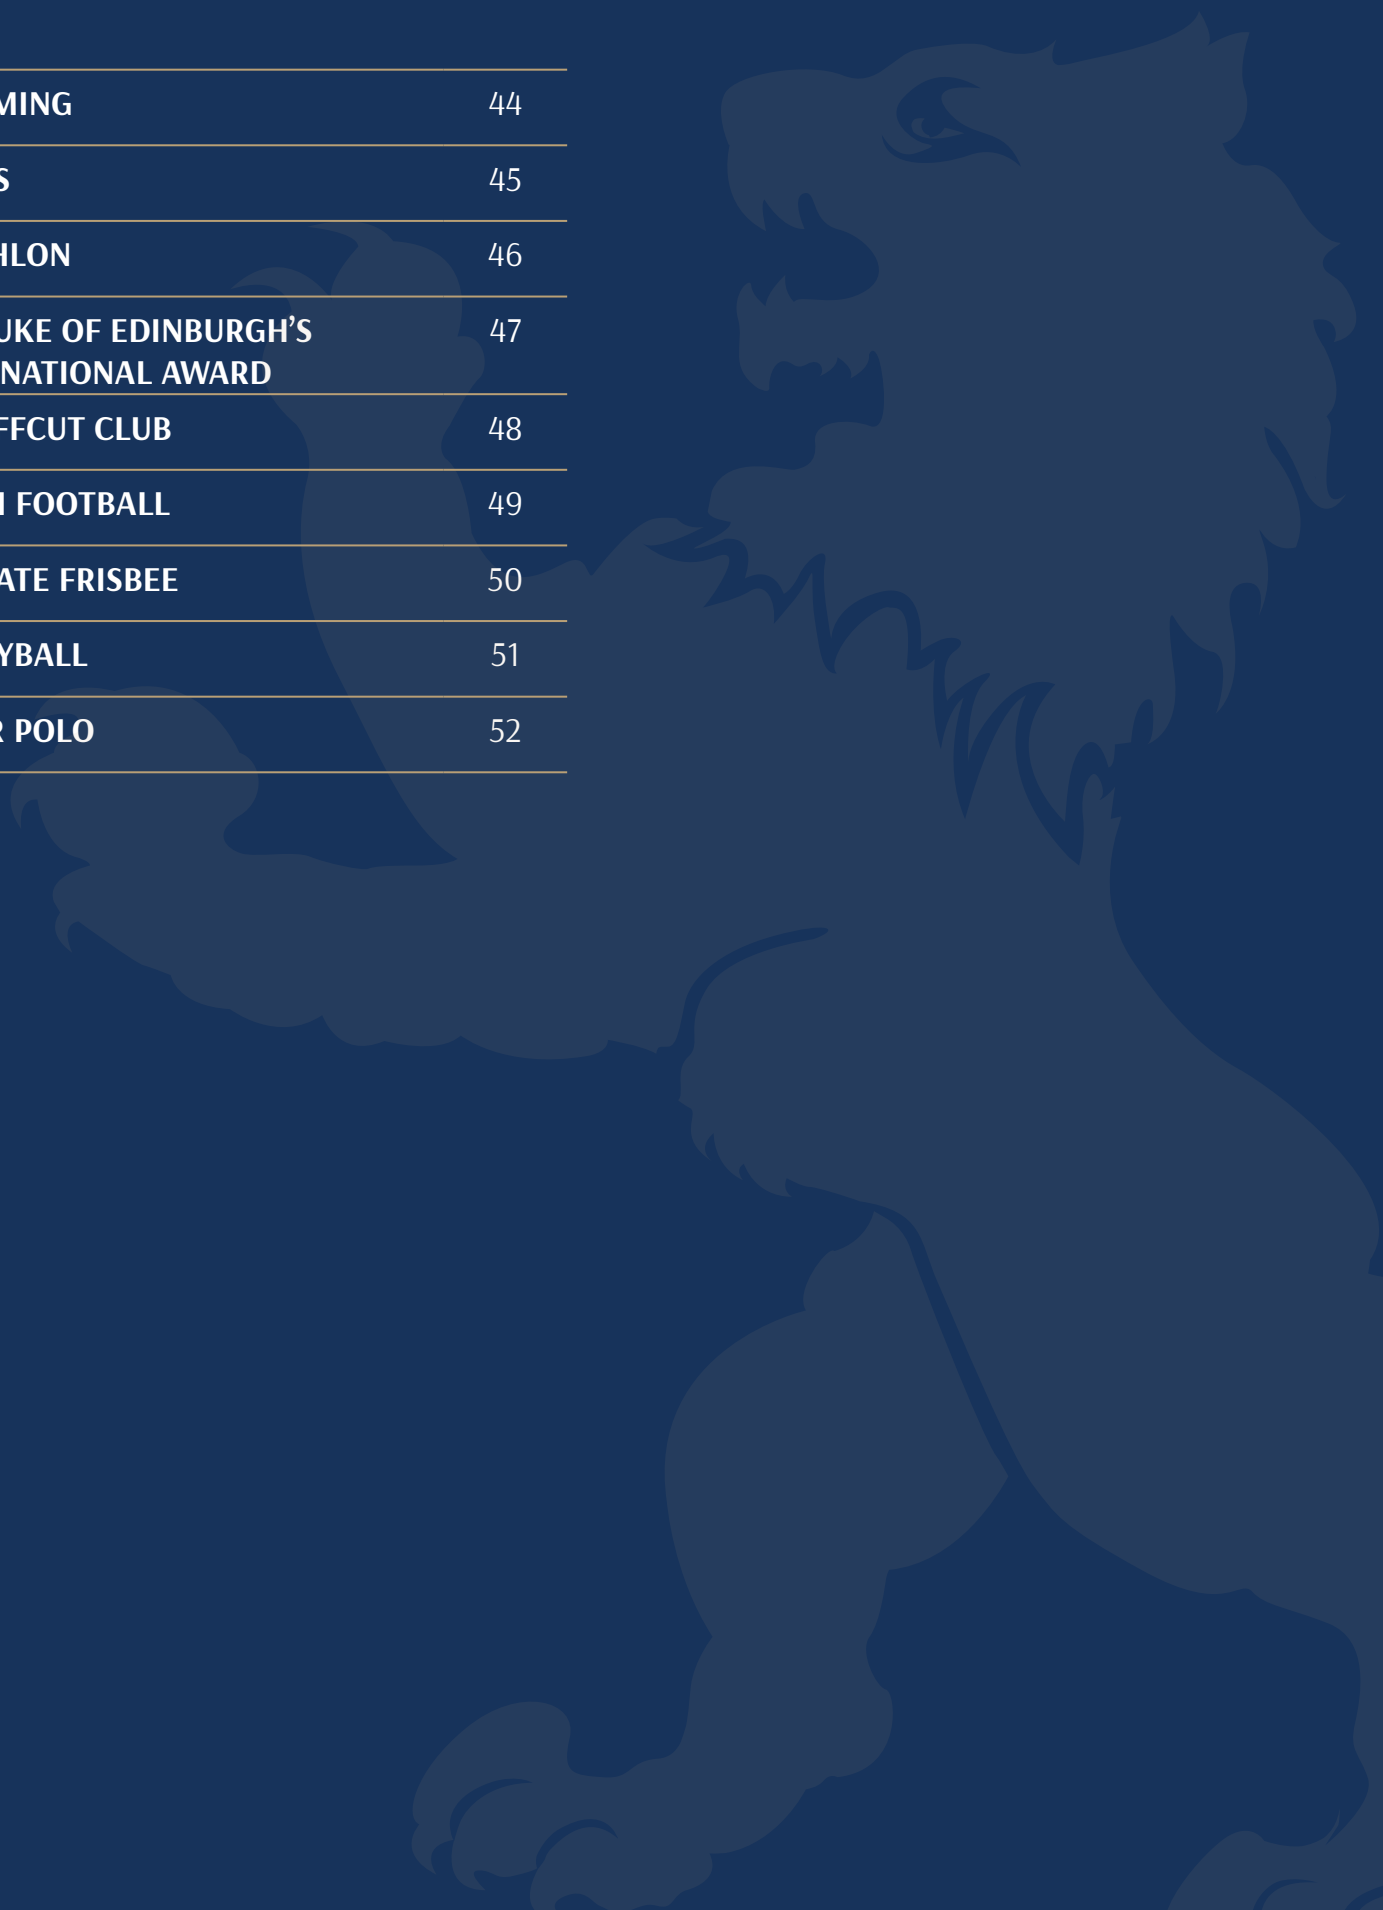 MING 44
S 45
HLON 46
UKE OF EDINBURGH’S 47
NATIONAL AWARD
FFCUT CLUB 48
FOOTBALL 49
ATE FRISBEE 50
YBALL 51
R POLO 52